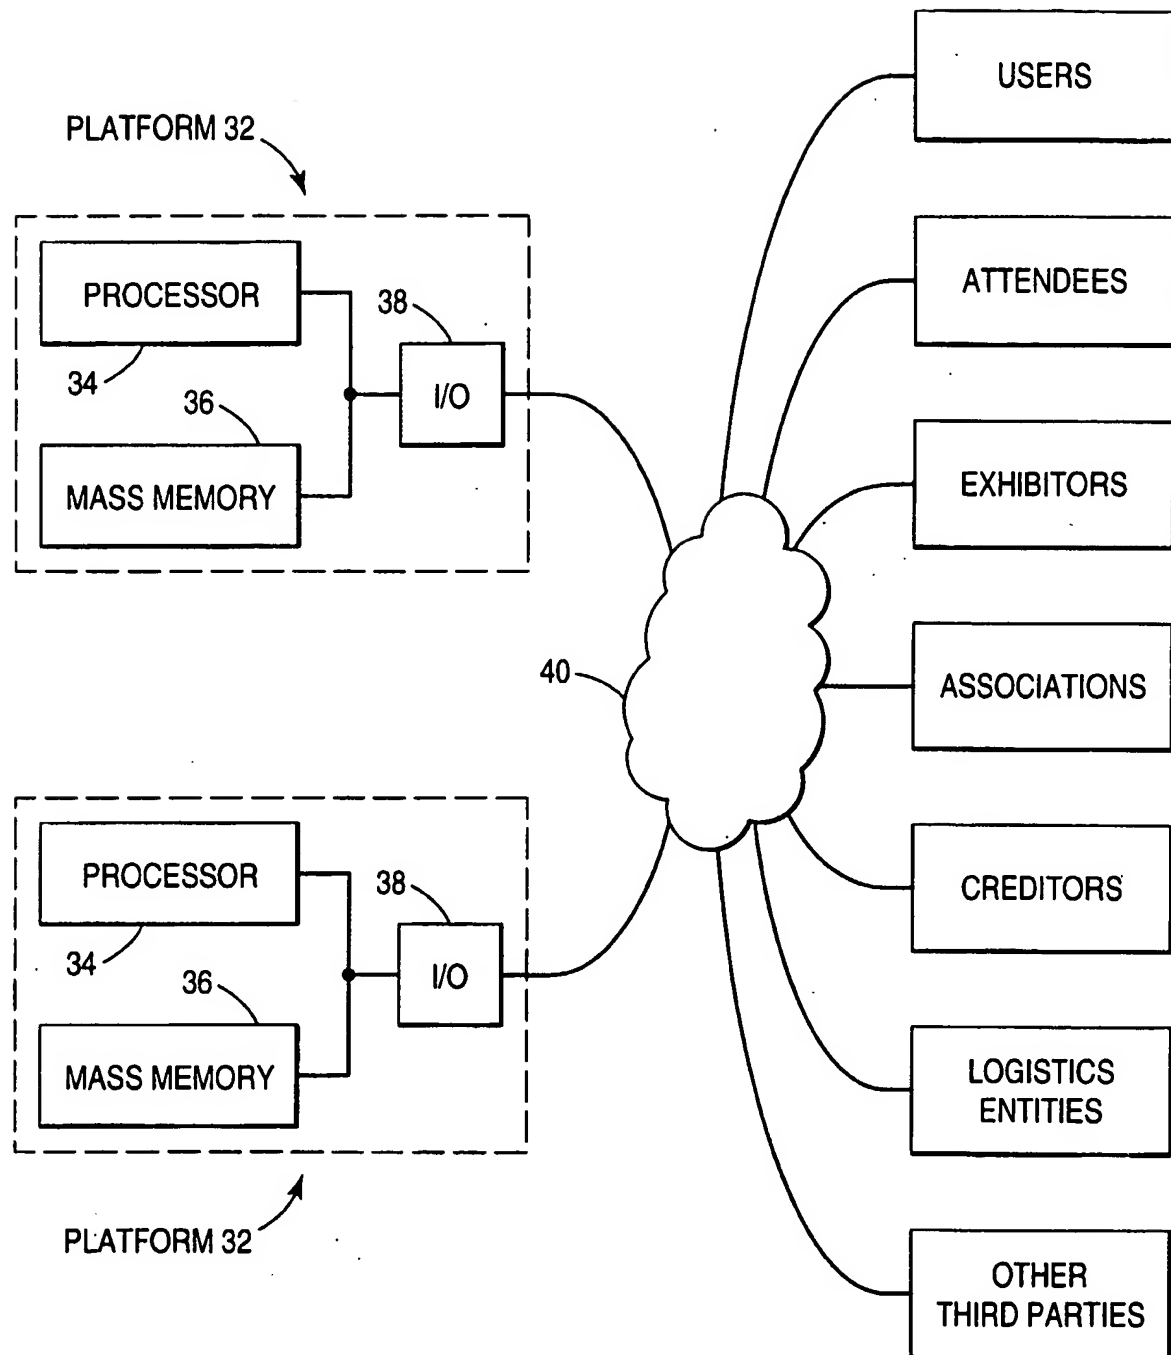 PLATFORM 32
PROCESSOR
34
36
MASS MEMORY
38
I/O
PLATFORM 32
PROCESSOR
34
36
MASS MEMORY
38
I/O
40
USERS
ATTENDEES
EXHIBITORS
ASSOCIATIONS
CREDITORS
LOGISTICS
ENTITIES
OTHER
THIRD PARTIES